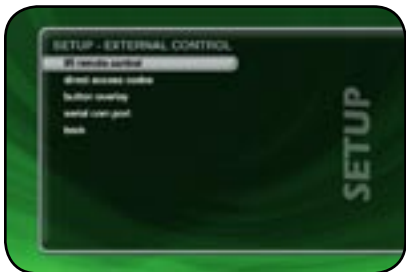 SETUP - EXTERNAL CONTROL
IR remote control
direct access codes
button overlay
serial com port
back
SETUP